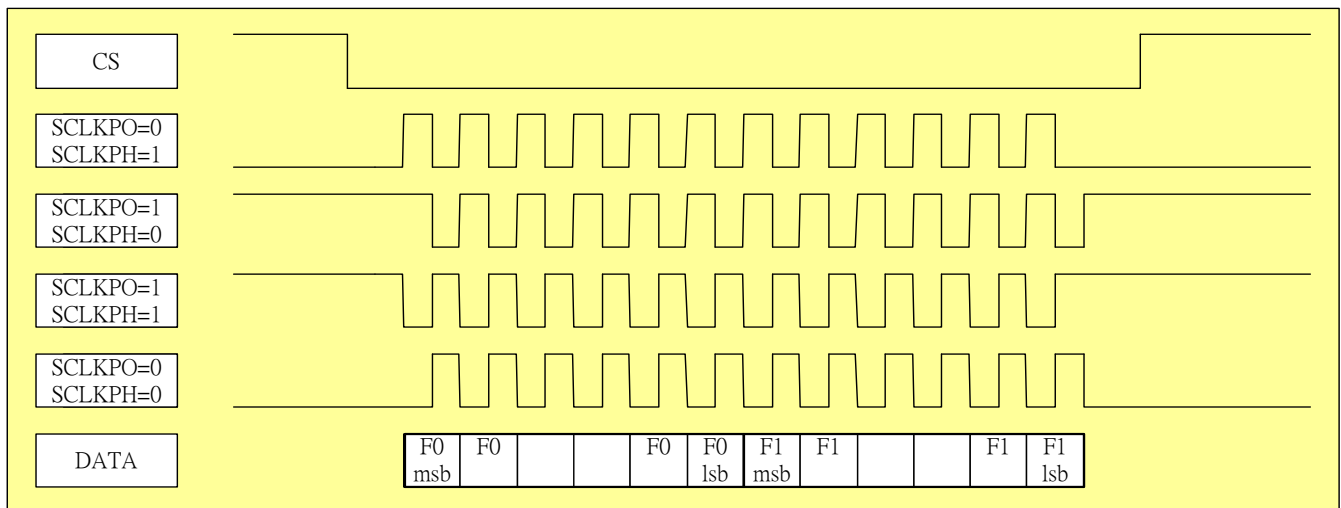 CS
SCLKPO=0
SCLKPH=1
SCLKPO=1
SCLKPH=0
SCLKPO=1
SCLKPH=1
SCLKPO=0
SCLKPH=0
DATA
F0 F0 F0 F0 F1 F1 F1 F1
msb lsb msb lsb